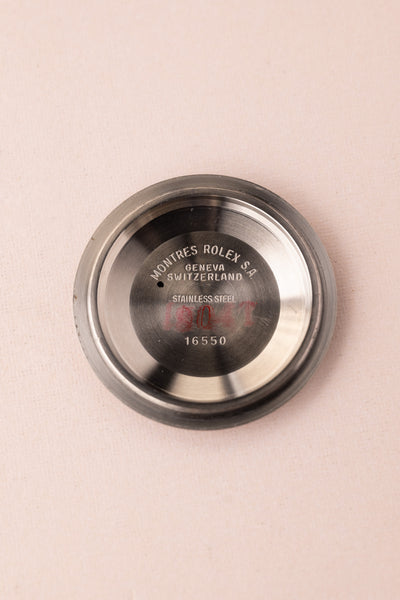 MONTRES ROLEX S.A.
GENEVA
SWITZERLAND
STAINLESS STEEL
16550